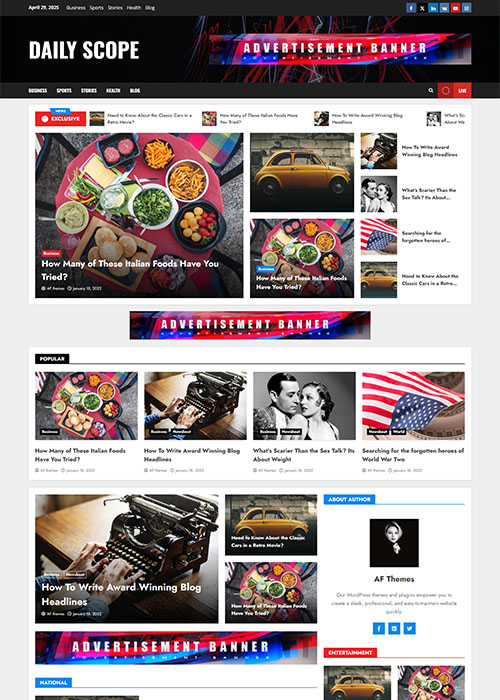 April 29, 2025 Business Sports Stories Health Blog
DAILY SCOPE
ADVERTISEMENT BANNER
ADVERTISEMENT BANNER
BUSINESS SPORTS STORIES HEALTH BLOG LIVE
NEWS
EXCLUSIVE
Need to Know About the Classic Cars in a
Retro Movie?
How Many of These Italian Foods Have
You Tried?
How To Write Award Winning Blog
Headlines
What's Sc
About We
Business
How Many of These Italian Foods Have You
Tried?
AF themes January 18, 2022
Business
How Many of These Italian Foods
Have You Tried?
How To Write Award
Winning Blog Headlines
What's Scarier Than the
Sex Talk? Its About...
Searching for the
forgotten heroes of...
Need to Know About the
Classic Cars in a Retro...
ADVERTISEMENT BANNER
ADVERTISEMENT BANNER
POPULAR
Business
How Many of These Italian Foods
Have You Tried?
AF themes January 18, 2022
Business Newsbeat
How To Write Award Winning Blog
Headlines
AF themes January 18, 2022
Business Newsbeat
What's Scarier Than the Sex Talk? Its
About Weight
AF themes January 18, 2022
Newsbeat World
Searching for the forgotten heroes of
World War Two
AF themes January 18, 2022
Business Newsbeat
How To Write Award Winning Blog
Headlines
AF themes January 18, 2022
Need to Know About the Classic
Cars in a Retro Movie?
How Many of These Italian Foods
Have You Tried?
ADVERTISEMENT BANNER
ADVERTISEMENT BANNER
NATIONAL
ABOUT AUTHOR
AF Themes
Our WordPress themes and plugins empower you to
create a sleek, professional, and easy-to-maintain website
quickly.
ENTERTAINMENT